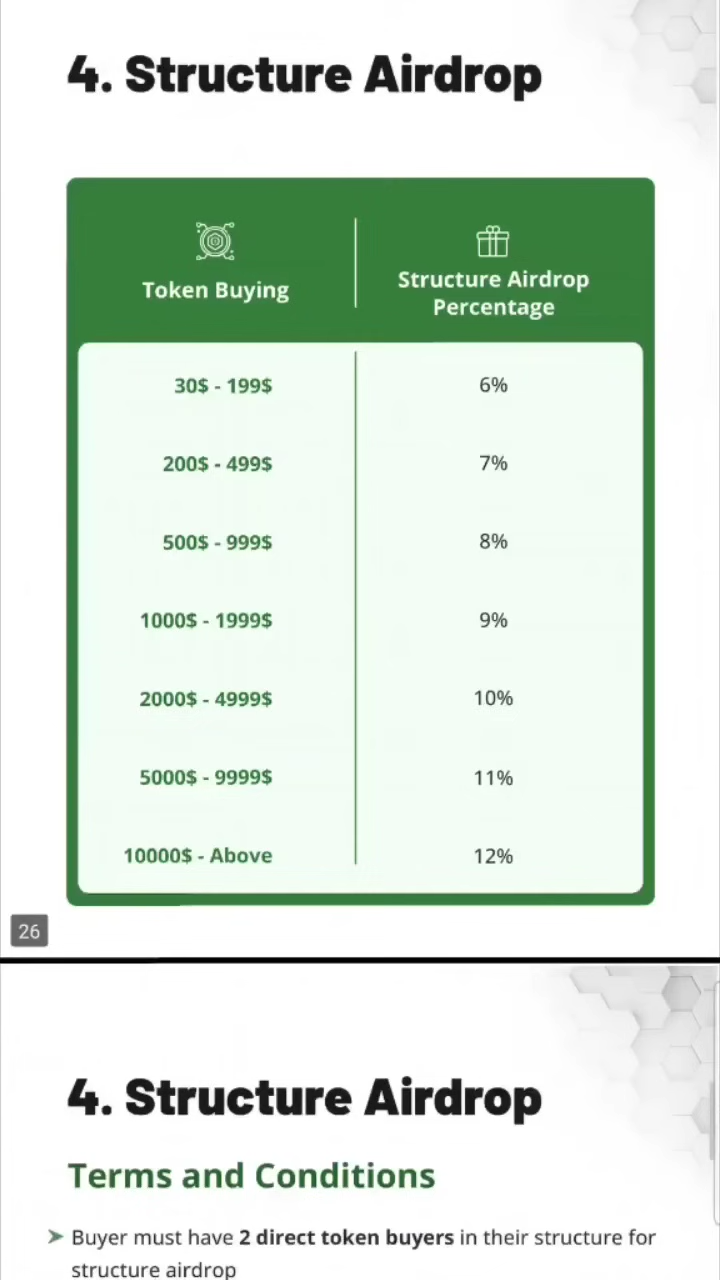 4. Structure Airdrop
Token Buying
Structure Airdrop
Percentage
30$ - 199$ 6%
200$ - 499$ 7%
500$ - 999$ 8%
1000$ - 1999$ 9%
2000$ - 4999$ 10%
5000$ - 9999$ 11%
10000$ - Above 12%
26
4. Structure Airdrop
Terms and Conditions
➤ Buyer must have 2 direct token buyers in their structure for
structure airdrop